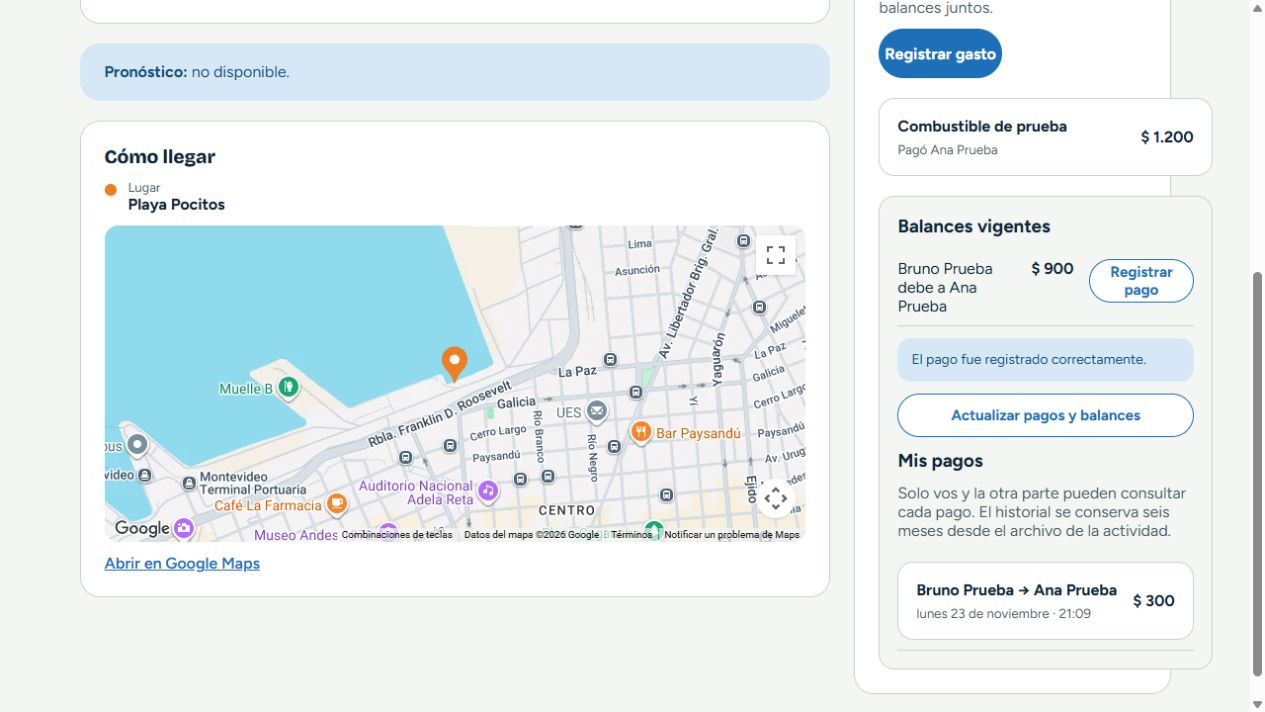 Pronóstico: no disponible.
Cómo llegar
Lugar
Playa Pocitos
Lima
Asunción
Av. Libertador Brig. Gral.
Miguelete
La Paz
La Paz
Galicia
Yaguarón
Muelle B
Rbla. Franklin D. Roosevelt
Galicia
UES
Yí
Cerro Largo
Río Branco
Cerro Largo
Bar Paysandú
Paysandú
Paysandú
Río Negro
Av. Urug
Montevideo
Terminal Portuaria
Auditorio Nacional
Adela Reta
Ejido
Café La Farmacia
CENTRO
Google
Museo Andes
Combinaciones de teclas
Datos del mapa ©2026 Google
Términos
Notificar un problema de Maps
Abrir en Google Maps
balances juntos.
Registrar gasto
Combustible de prueba
$ 1.200
Pagó Ana Prueba
Balances vigentes
Bruno Prueba
debe a Ana
Prueba
$ 900
Registrar
pago
El pago fue registrado correctamente.
Actualizar pagos y balances
Mis pagos
Solo vos y la otra parte pueden consultar
cada pago. El historial se conserva seis
meses desde el archivo de la actividad.
Bruno Prueba → Ana Prueba
$ 300
lunes 23 de noviembre · 21:09